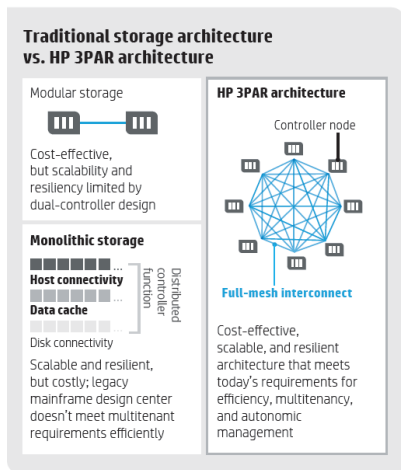 Traditional storage architecture
vs. HP 3PAR architecture
Modular storage
Cost-effective,
but scalability and
resiliency limited by
dual-controller design
Monolithic storage
...
Host connectivity
...
Data cache
...
Disk connectivity
Distributed
controller
function
Scalable and resilient,
but costly; legacy
mainframe design center
doesn't meet multitenant
requirements efficiently
HP 3PAR architecture
Controller node
Full-mesh interconnect
Cost-effective,
scalable, and resilient
architecture that meets
today's requirements for
efficiency, multitenancy,
and autonomic
management